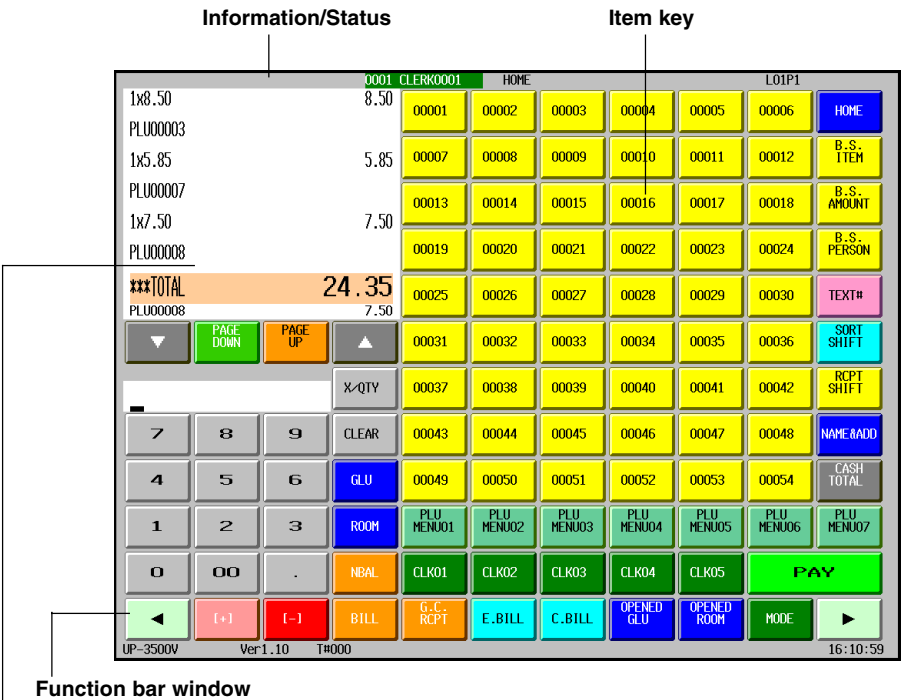 Information/Status Item key
0001 CLERK0001 HOME L01P1
1x8.50 8.50
PLU00003
1x5.85 5.85
PLU00007
1x7.50 7.50
PLU00008
***TOTAL 24.35
PLU00008 7.50
00001 00002 00003 00004 00005 00006 HOME
00007 00008 00009 00010 00011 00012 B.S. ITEM
00013 00014 00015 00016 00017 00018 B.S. AMOUNT
00019 00020 00021 00022 00023 00024 B.S. PERSON
00025 00026 00027 00028 00029 00030 TEXT#
PAGE DOWN PAGE UP 00031 00032 00033 00034 00035 00036 SORT SHIFT
X/QTY 00037 00038 00039 00040 00041 00042 RCPT SHIFT
7 8 9 CLEAR 00043 00044 00045 00046 00047 00048 NAME&ADD
4 5 6 GLU 00049 00050 00051 00052 00053 00054 CASH TOTAL
1 2 3 ROOM PLU MENU01 PLU MENU02 PLU MENU03 PLU MENU04 PLU MENU05 PLU MENU06 PLU MENU07
0 00 . NBAL CLK01 CLK02 CLK03 CLK04 CLK05 PAY
[+] [-] BILL G.C. RCPT E.BILL C.BILL OPENED GLU OPENED ROOM MODE
UP-3500V Ver1.10 T#000 16:10:59
Function bar window